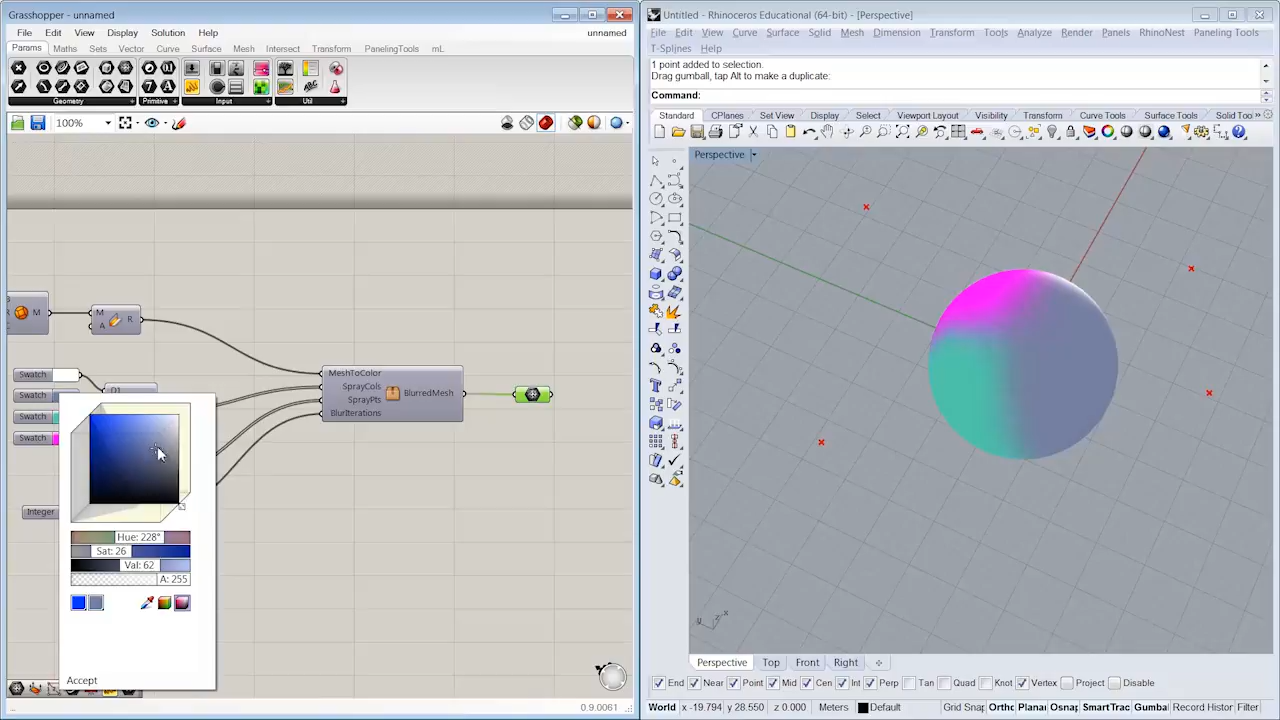 Grasshopper - unnamed
File Edit View Display Solution Help
unnamed
Params Maths Sets Vector Curve Surface Mesh Intersect Transform PanelingTools mL
Geometry Primitive Input Util
100%
M
M
A
R
Swatch
Swatch
Swatch
Swatch
D1
Integer
MeshToColor
SprayCols
SprayPts
BlurIterations
BlurredMesh
Hue: 228°
Sat: 26
Val: 62
A: 255
Accept
0.9.0061
Untitled - Rhinoceros Educational (64-bit) - [Perspective]
File Edit View Curve Surface Solid Mesh Dimension Transform Tools Analyze Render Panels RhinoNest Paneling Tools
T-Splines Help
1 point added to selection.
Drag gumball, tap Alt to make a duplicate:
Command:
Standard CPlanes Set View Display Select Viewport Layout Visibility Transform Curve Tools Surface Tools Solid Too
Perspective
x
y
Perspective Top Front Right
End Near Point Mid Cen Int Perp Tan Quad Knot Vertex Project Disable
World x -19.794 y 28.550 z 0.000 Meters Default Grid Snap Ortho Planar Osnap SmartTrac Gumba Record Histor Filter